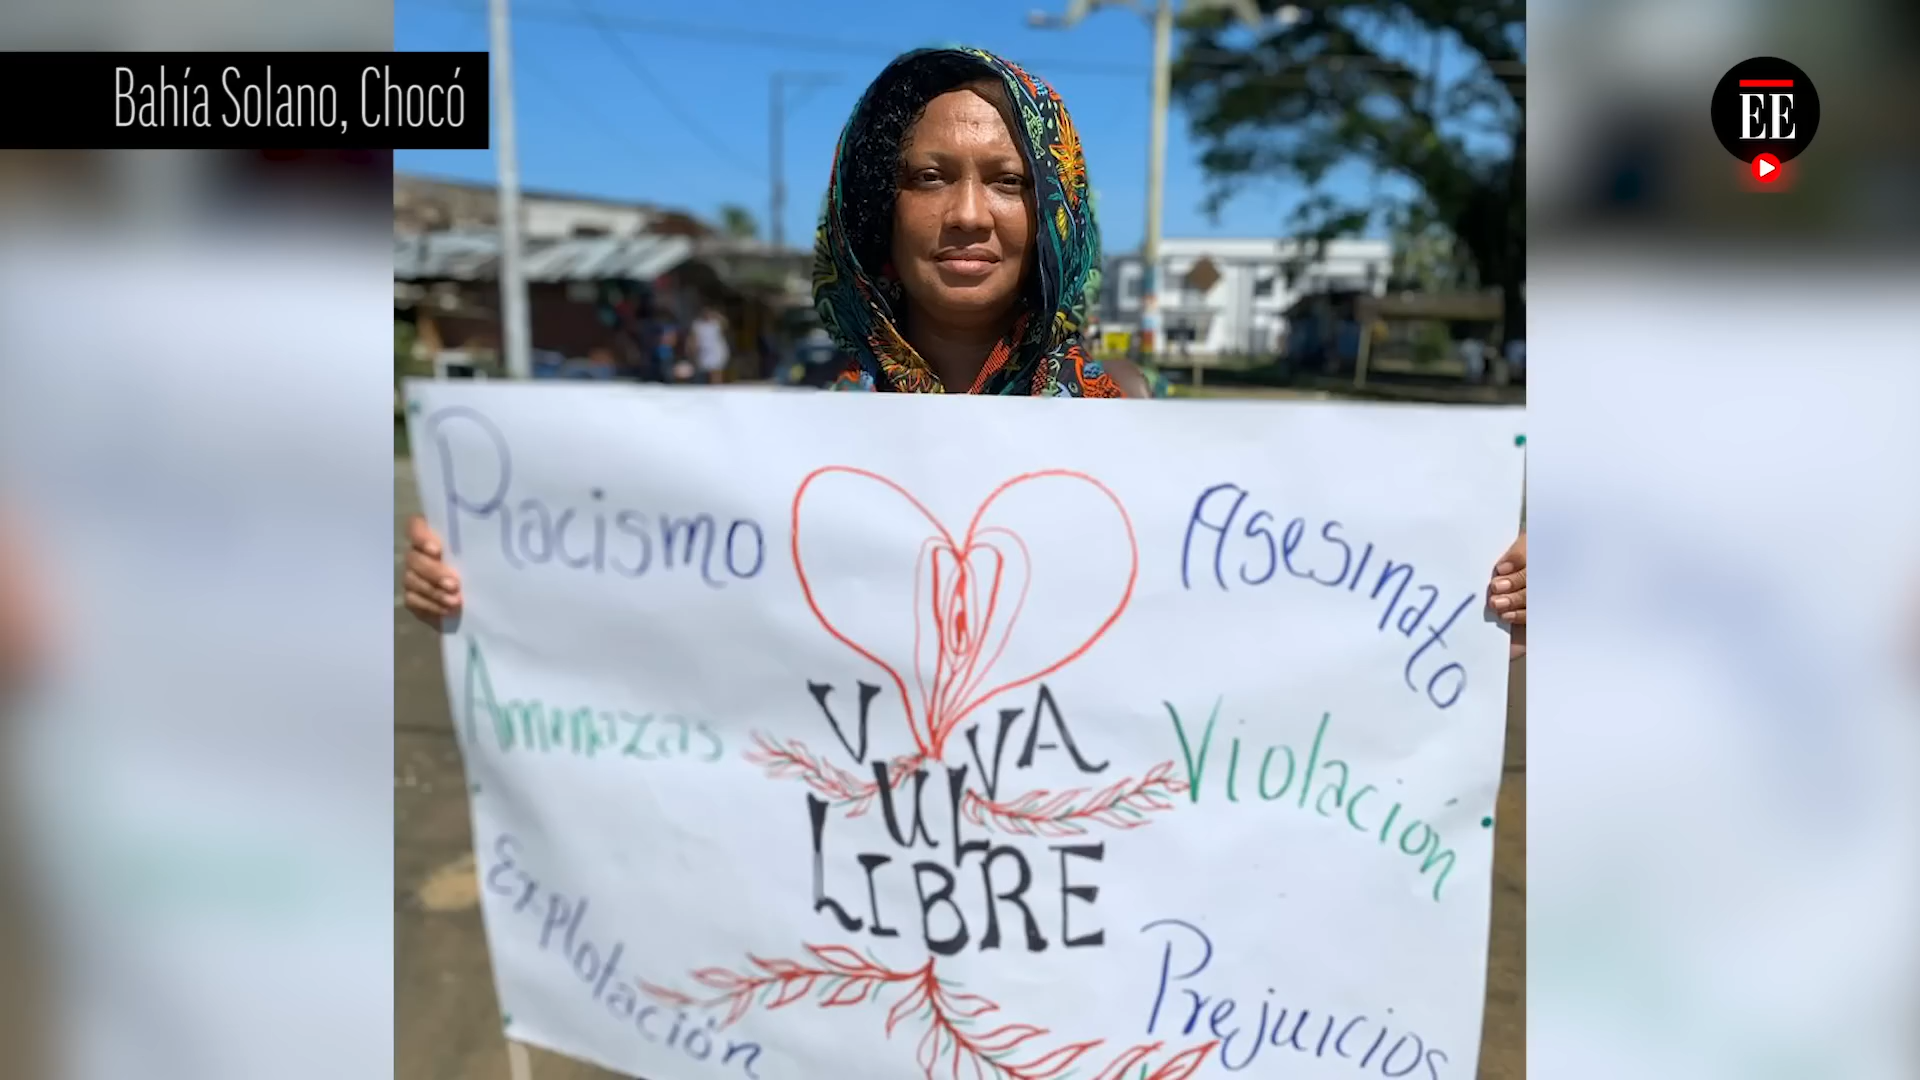 Bahía Solano, Chocó
EE
Racismo
Asesinato
Amenazas
VULVA
Violación
LIBRE
Explotación
Prejuicios